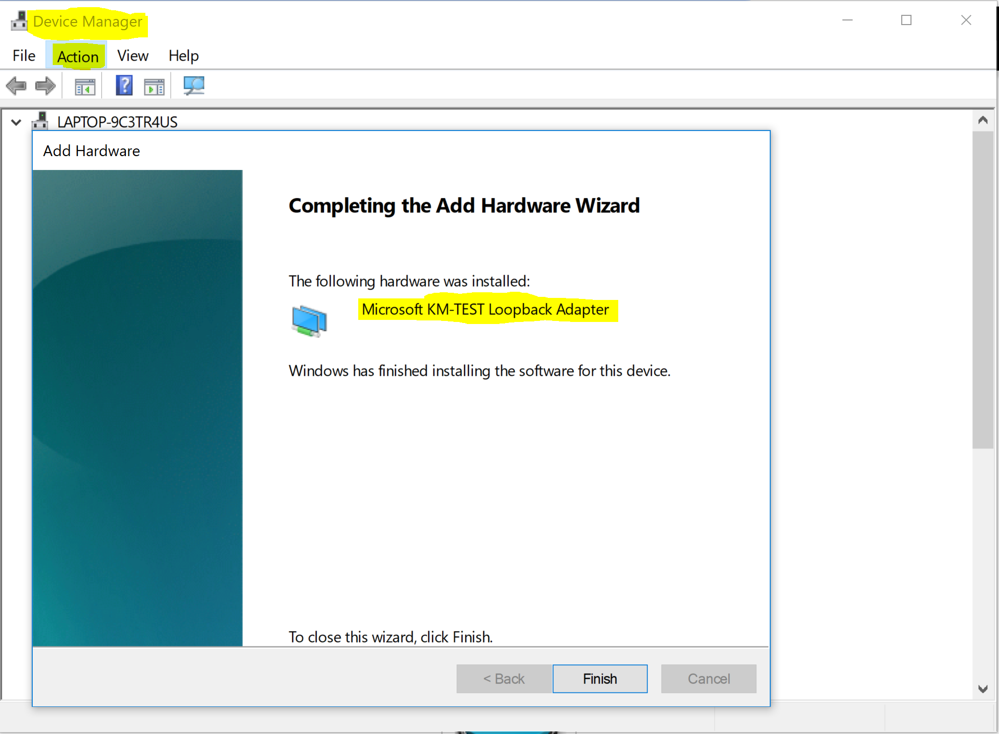 Device Manager
File Action View Help
LAPTOP-9C3TR4US
Add Hardware
Completing the Add Hardware Wizard
The following hardware was installed:
Microsoft KM-TEST Loopback Adapter
Windows has finished installing the software for this device.
To close this wizard, click Finish.
< Back Finish Cancel